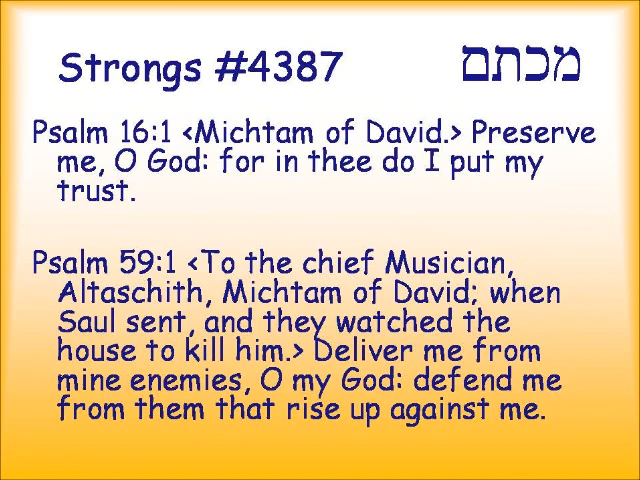 Strongs #4387 מכתם
Psalm 16:1 <Michtam of David.> Preserve
me, O God: for in thee do I put my
trust.
Psalm 59:1 <To the chief Musician,
Altaschith, Michtam of David; when
Saul sent, and they watched the
house to kill him.> Deliver me from
mine enemies, O my God: defend me
from them that rise up against me.